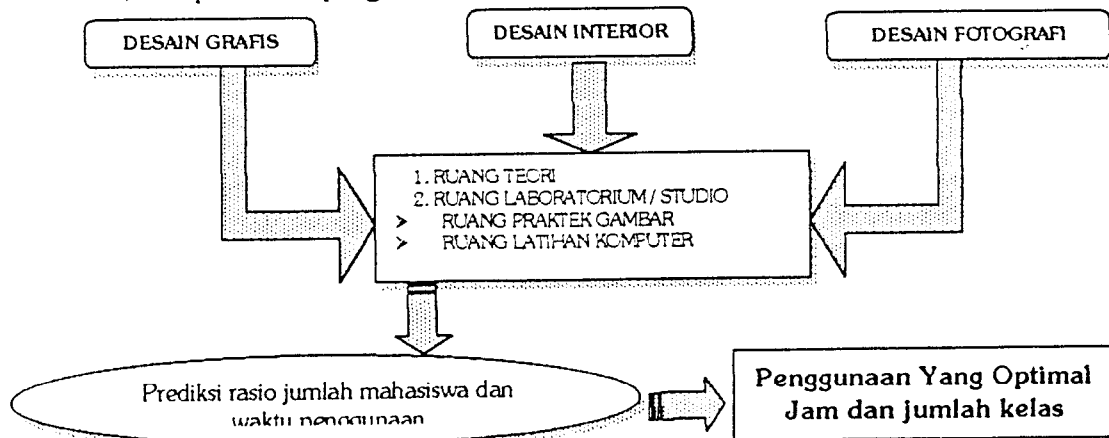 DESAIN GRAFIS
DESAIN INTERIOR
DESAIN FOTOGRAFI
1. RUANG TEORI
2. RUANG LABORATORIUM / STUDIO
➢ RUANG PRAKTEK GAMBAR
➢ RUANG LATIHAN KOMPUTER
Prediksi rasio jumlah mahasiswa dan
waktu penggunaan
Penggunaan Yang Optimal
Jam dan jumlah kelas